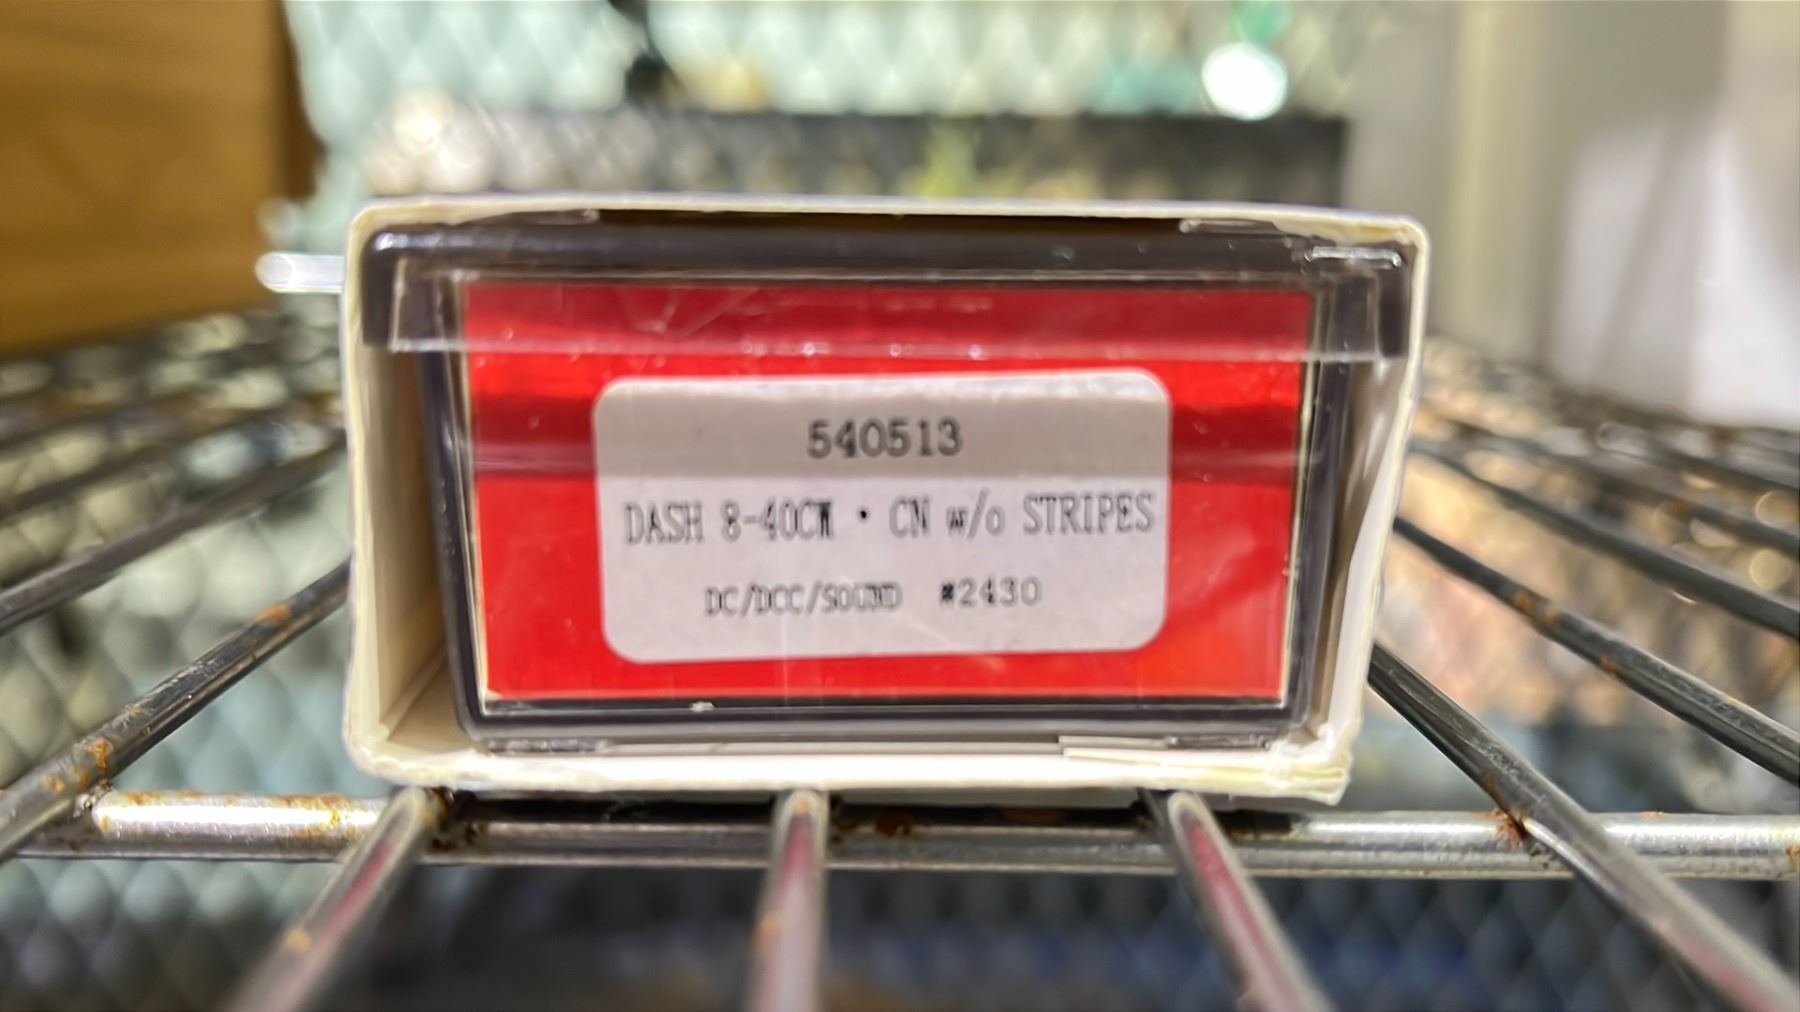 540513
DASH 8-40CW • CN w/o STRIPES
DC/DCC/SOUND #2430